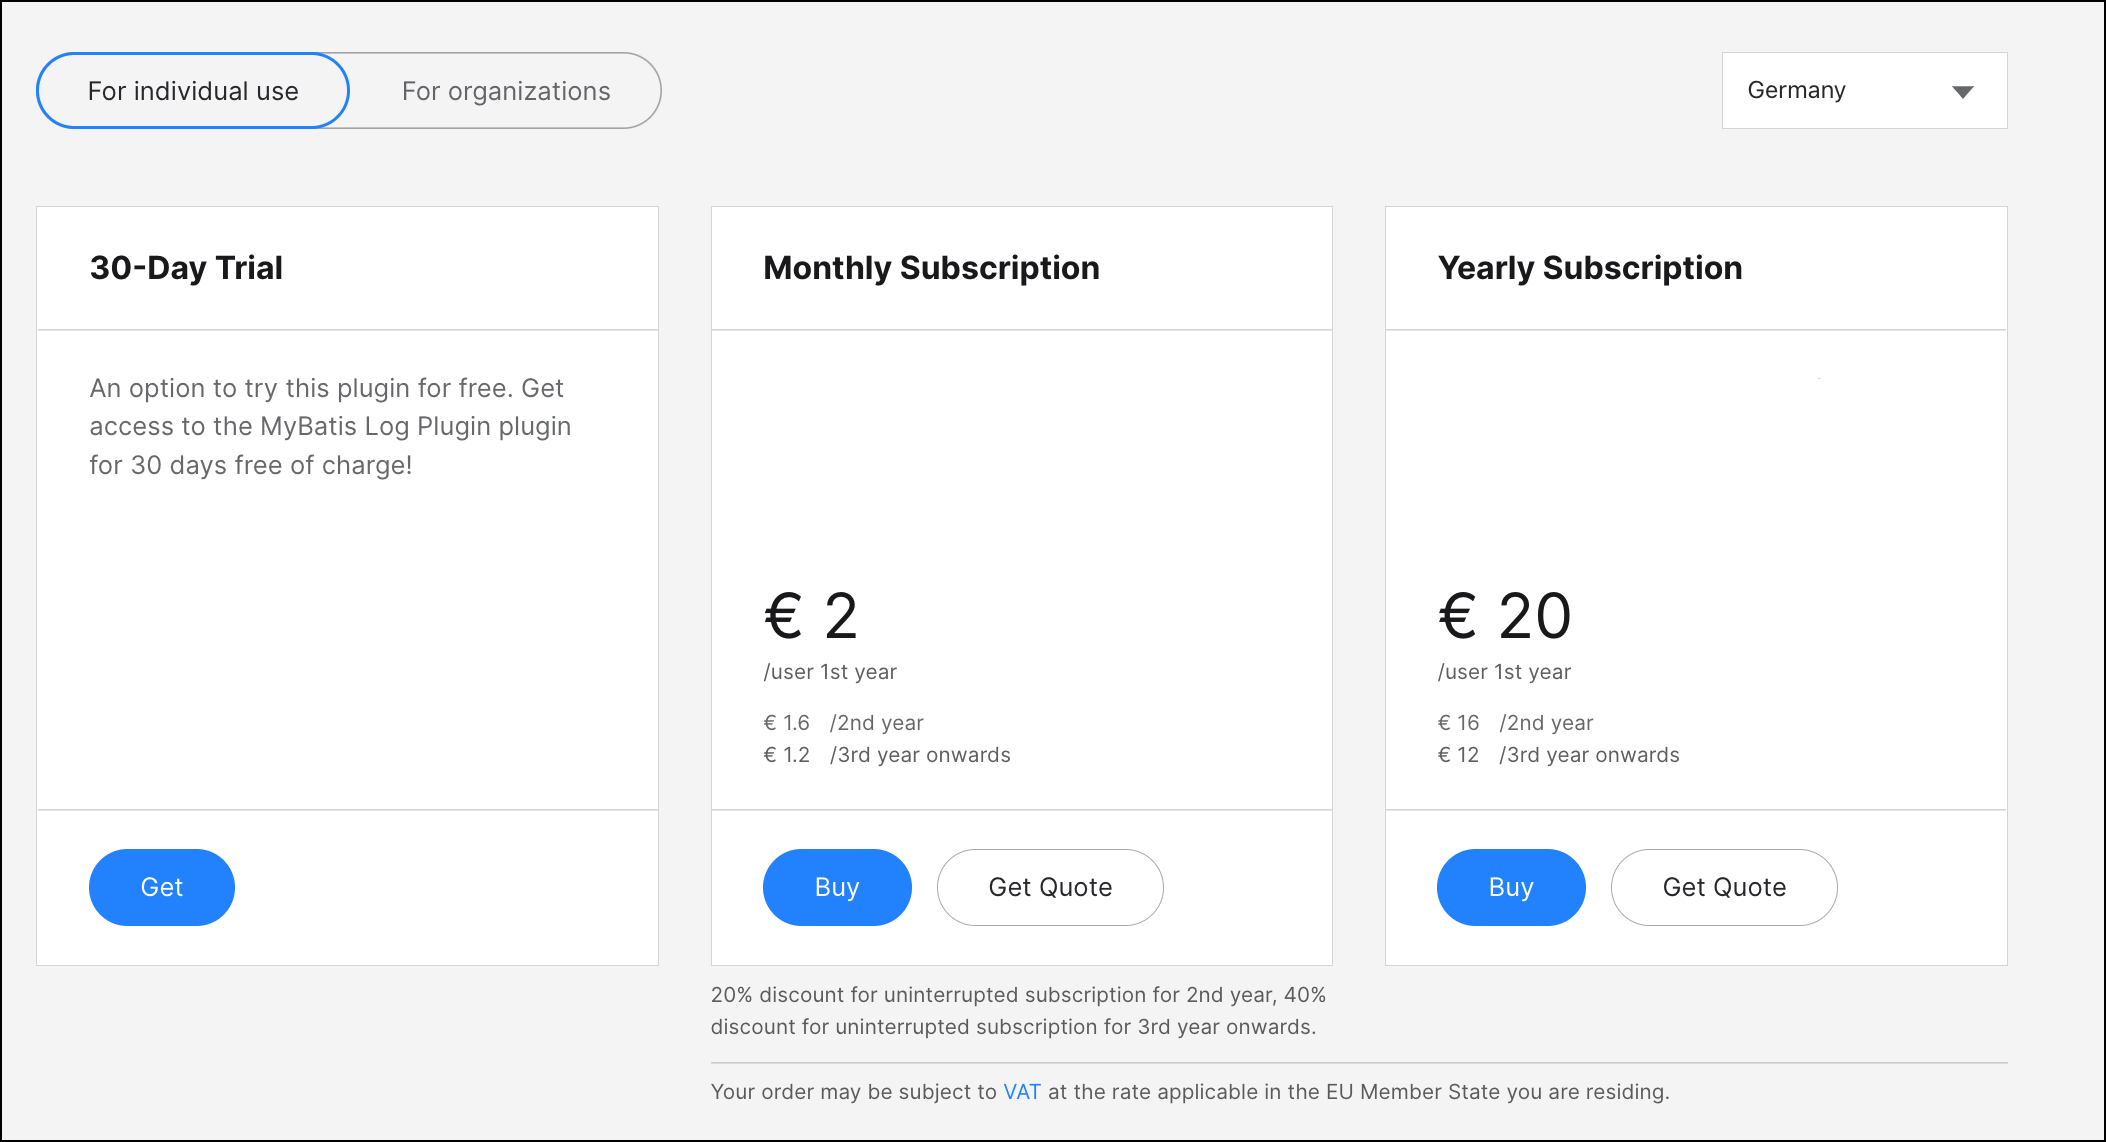 For individual use
For organizations
Germany
30-Day Trial
An option to try this plugin for free. Get
access to the MyBatis Log Plugin plugin
for 30 days free of charge!
Get
Monthly Subscription
€ 2
/user 1st year
€ 1.6 /2nd year
€ 1.2 /3rd year onwards
Buy
Get Quote
Yearly Subscription
€ 20
/user 1st year
€ 16 /2nd year
€ 12 /3rd year onwards
Buy
Get Quote
20% discount for uninterrupted subscription for 2nd year, 40%
discount for uninterrupted subscription for 3rd year onwards.
Your order may be subject to VAT at the rate applicable in the EU Member State you are residing.